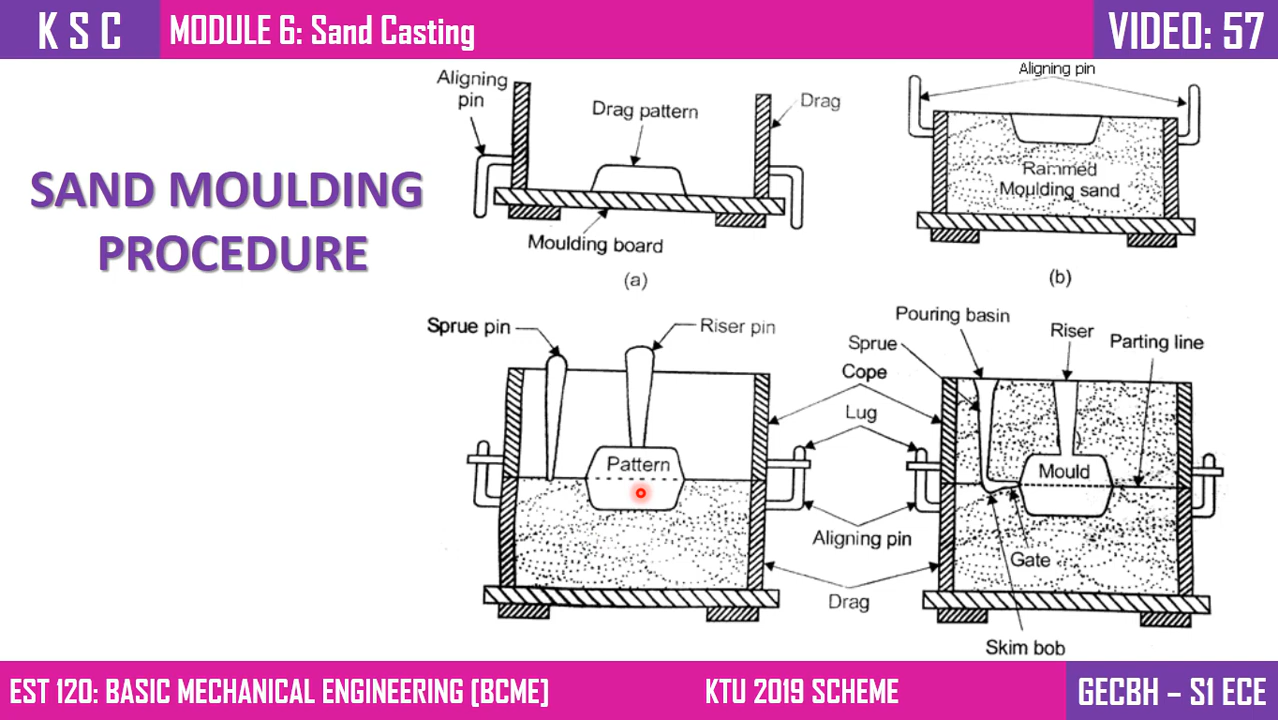 K S C
MODULE 6: Sand Casting
VIDEO: 57
SAND MOULDING
PROCEDURE
Aligning
pin
Drag pattern
Drag
Moulding board
(a)
Aligning pin
Rammed
Moulding sand
(b)
Sprue pin
Riser pin
Pattern
Pouring basin
Sprue
Cope
Lug
Riser
Parting line
Mould
Aligning pin
Gate
Drag
Skim bob
EST 120: BASIC MECHANICAL ENGINEERING (BCME)
KTU 2019 SCHEME
GECBH – S1 ECE